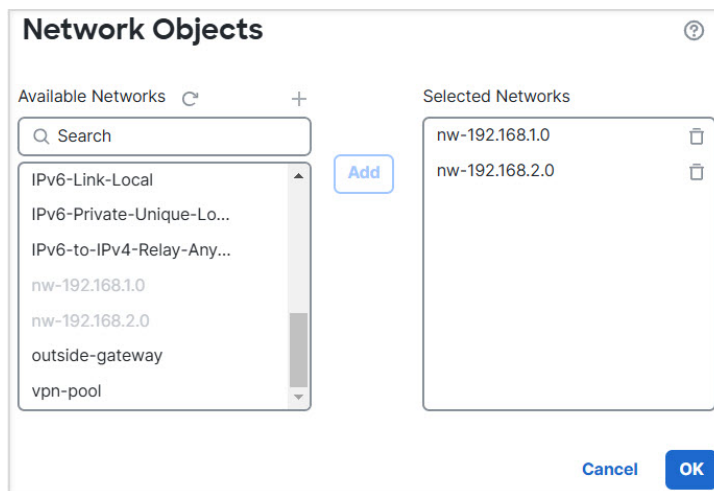 Network Objects
Available Networks
Search
IPv6-Link-Local
IPv6-Private-Unique-Lo...
IPv6-to-IPv4-Relay-Any...
nw-192.168.1.0
nw-192.168.2.0
outside-gateway
vpn-pool
Add
Selected Networks
nw-192.168.1.0
nw-192.168.2.0
Cancel
OK